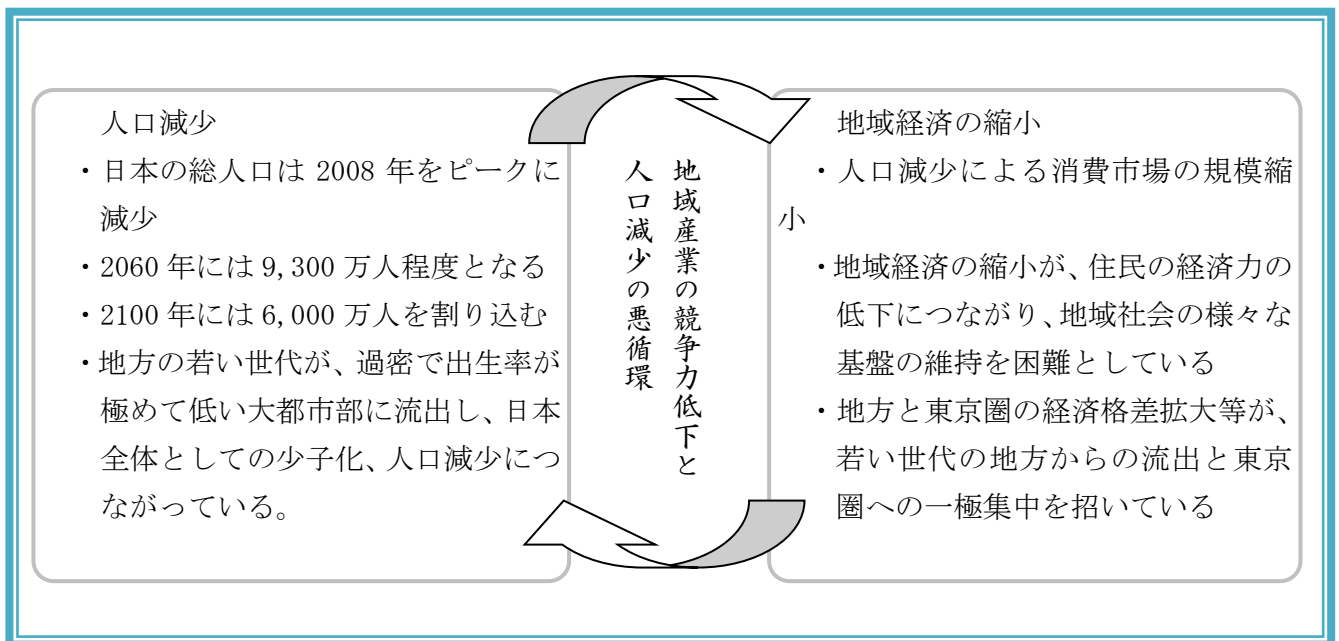 人口減少
・日本の総人口は 2008 年をピークに
減少
・2060 年には 9,300 万人程度となる
・2100 年には 6,000 万人を割り込む
・地方の若い世代が、過密で出生率が
極めて低い大都市部に流出し、日本
全体としての少子化、人口減少につ
ながっている。
地域産業の競争力低下と
人口減少の悪循環
地域経済の縮小
・人口減少による消費市場の規模縮
小
・地域経済の縮小が、住民の経済力の
低下につながり、地域社会の様々な
基盤の維持を困難としている
・地方と東京圏の経済格差拡大等が、
若い世代の地方からの流出と東京
圏への一極集中を招いている